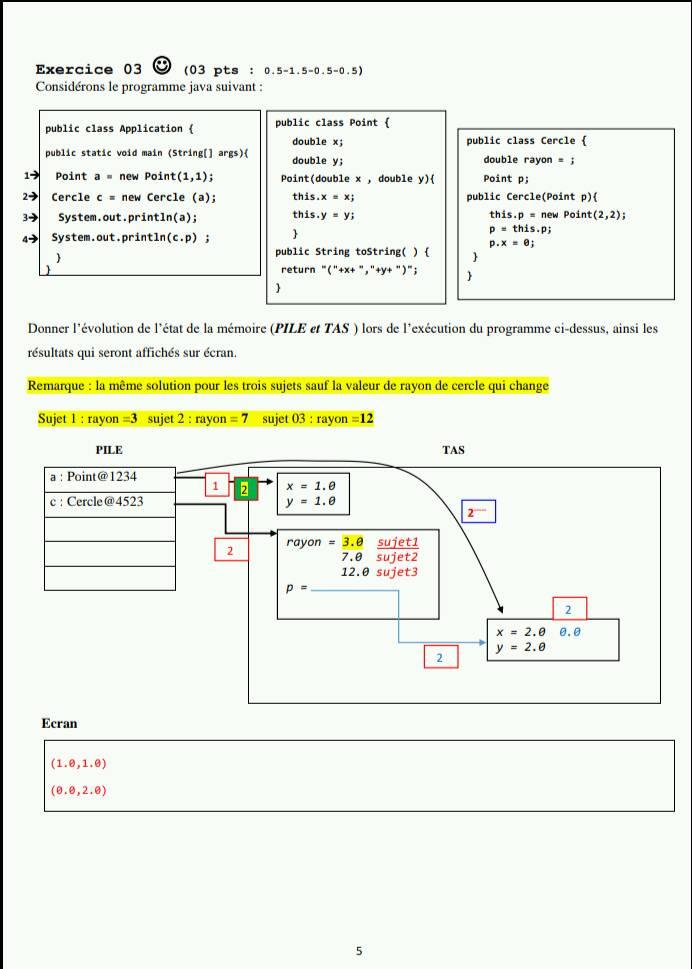 Exercice 03 ☺ (03 pts : 0.5-1.5-0.5-0.5)
Considérons le programme java suivant :
public class Application {
public static void main (String[] args){
1➔ Point a = new Point(1,1);
2➔ Cercle c = new Cercle (a);
3➔ System.out.println(a);
4➔ System.out.println(c.p) ;
}
}
public class Point {
double x;
double y;
Point(double x , double y){
this.x = x;
this.y = y;
}
public String toString( ) {
return "("+x+ ","+y+ ")";
}
public class Cercle {
double rayon = ;
Point p;
public Cercle(Point p){
this.p = new Point(2,2);
p = this.p;
p.x = 0;
}
}
Donner l'évolution de l'état de la mémoire (PILE et TAS ) lors de l'exécution du programme ci-dessus, ainsi les
résultats qui seront affichés sur écran.
Remarque : la même solution pour les trois sujets sauf la valeur de rayon de cercle qui change
Sujet 1 : rayon =3 sujet 2 : rayon = 7 sujet 03 : rayon =12
PILE
TAS
a : Point@1234
c : Cercle@4523
1
2
x = 1.0
y = 1.0
2
2
rayon = 3.0 sujet1
7.0 sujet2
12.0 sujet3
p =
2
x = 2.0 0.0
y = 2.0
2
Ecran
(1.0,1.0)
(0.0,2.0)
5